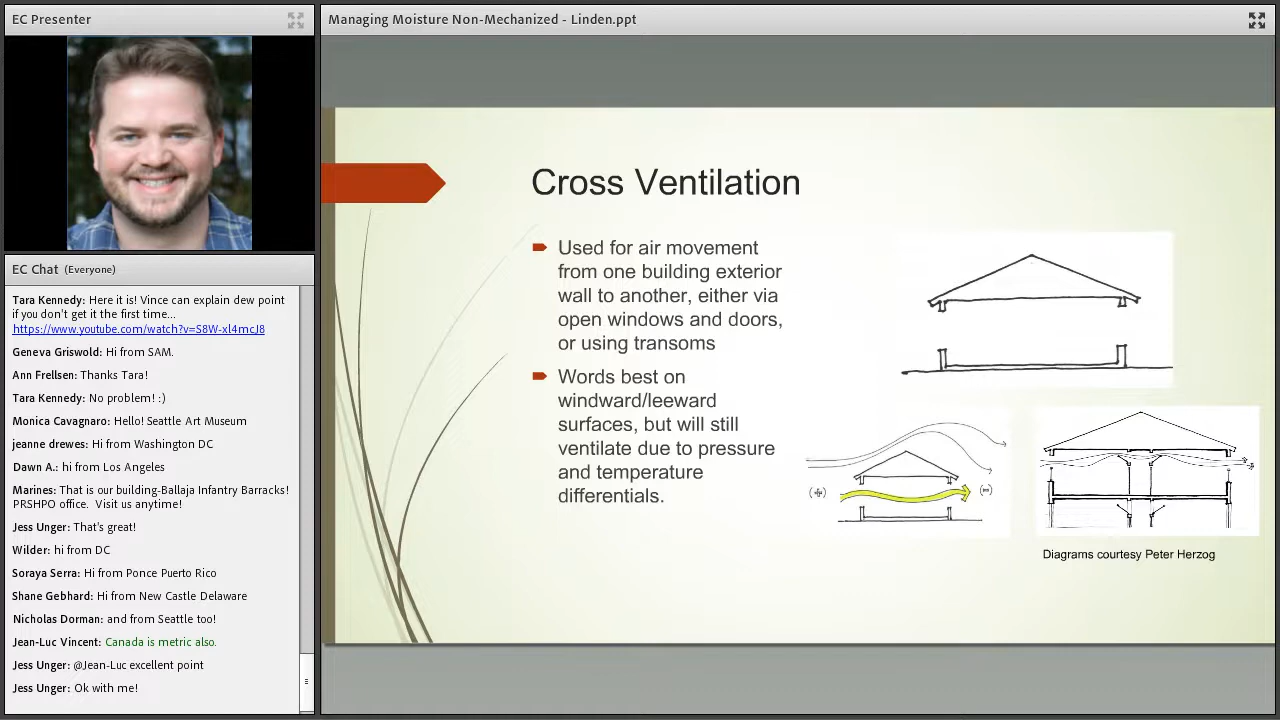 EC Presenter
EC Chat (Everyone)
Tara Kennedy: Here it is! Vince can explain dew point
if you don't get it the first time...
https://www.youtube.com/watch?v=S8W-xl4mcJ8
Geneva Griswold: Hi from SAM.
Ann Frellsen: Thanks Tara!
Tara Kennedy: No problem! :)
Monica Cavagnaro: Hello! Seattle Art Museum
jeanne drewes: Hi from Washington DC
Dawn A.: hi from Los Angeles
Marines: That is our building-Ballaja Infantry Barracks!
PRSHPO office.  Visit us anytime!
Jess Unger: That's great!
Wilder: hi from DC
Soraya Serra: Hi from Ponce Puerto Rico
Shane Gebhard: Hi from New Castle Delaware
Nicholas Dorman: and from Seattle too!
Jean-Luc Vincent: Canada is metric also.
Jess Unger: @Jean-Luc excellent point
Jess Unger: Ok with me!
Managing Moisture Non-Mechanized - Linden.ppt
Cross Ventilation
Used for air movement
from one building exterior
wall to another, either via
open windows and doors,
or using transoms
Words best on
windward/leeward
surfaces, but will still
ventilate due to pressure
and temperature
differentials.
(+)
(-)
Diagrams courtesy Peter Herzog